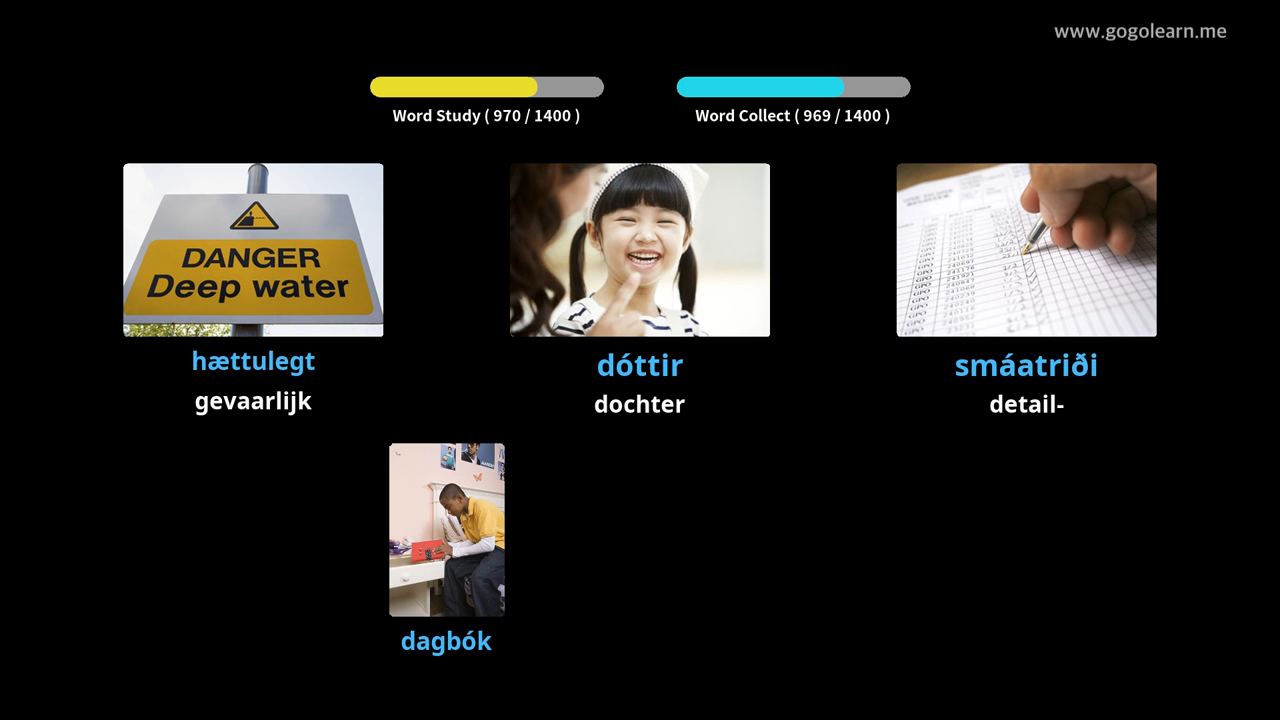 www.gogolearn.me
Word Study ( 970 / 1400 )
Word Collect ( 969 / 1400 )
DANGER
Deep water
hættulegt
dóttir
smáatriði
gevaarlijk
dochter
detail-
dagbók